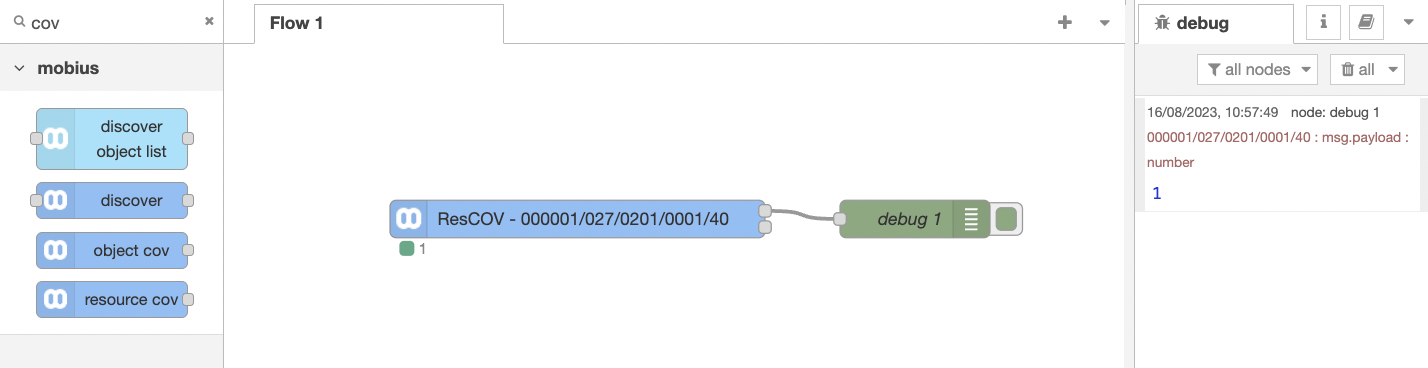 cov
Flow 1
debug
mobius
all nodes
all
discover
object list
discover
object cov
resource cov
ResCOV - 000001/027/0201/0001/40
1
debug 1
16/08/2023, 10:57:49 node: debug 1
000001/027/0201/0001/40 : msg.payload :
number
1